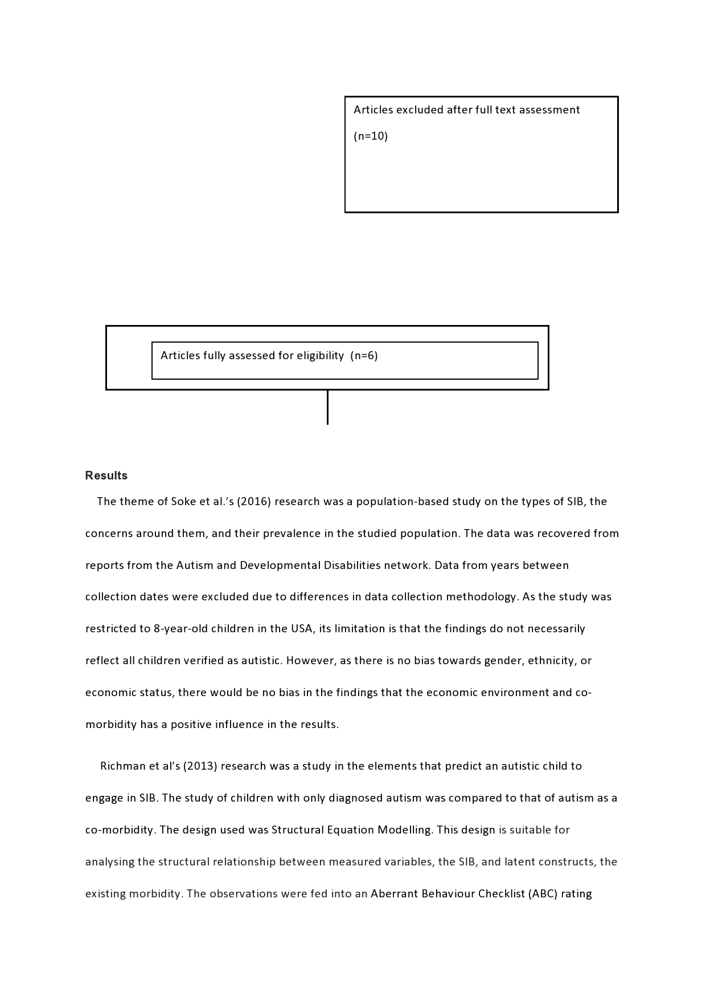 Articles excluded after full text assessment
(n=10)
Articles fully assessed for eligibility  (n=6)
Results
The theme of Soke et al.’s (2016) research was a population-based study on the types of SIB, the
concerns around them, and their prevalence in the studied population. The data was recovered from
reports from the Autism and Developmental Disabilities network. Data from years between
collection dates were excluded due to differences in data collection methodology. As the study was
restricted to 8-year-old children in the USA, its limitation is that the findings do not necessarily
reflect all children verified as autistic. However, as there is no bias towards gender, ethnicity, or
economic status, there would be no bias in the findings that the economic environment and co-
morbidity has a positive influence in the results.
Richman et al’s (2013) research was a study in the elements that predict an autistic child to
engage in SIB. The study of children with only diagnosed autism was compared to that of autism as a
co-morbidity. The design used was Structural Equation Modelling. This design is suitable for
analysing the structural relationship between measured variables, the SIB, and latent constructs, the
existing morbidity. The observations were fed into an Aberrant Behaviour Checklist (ABC) rating